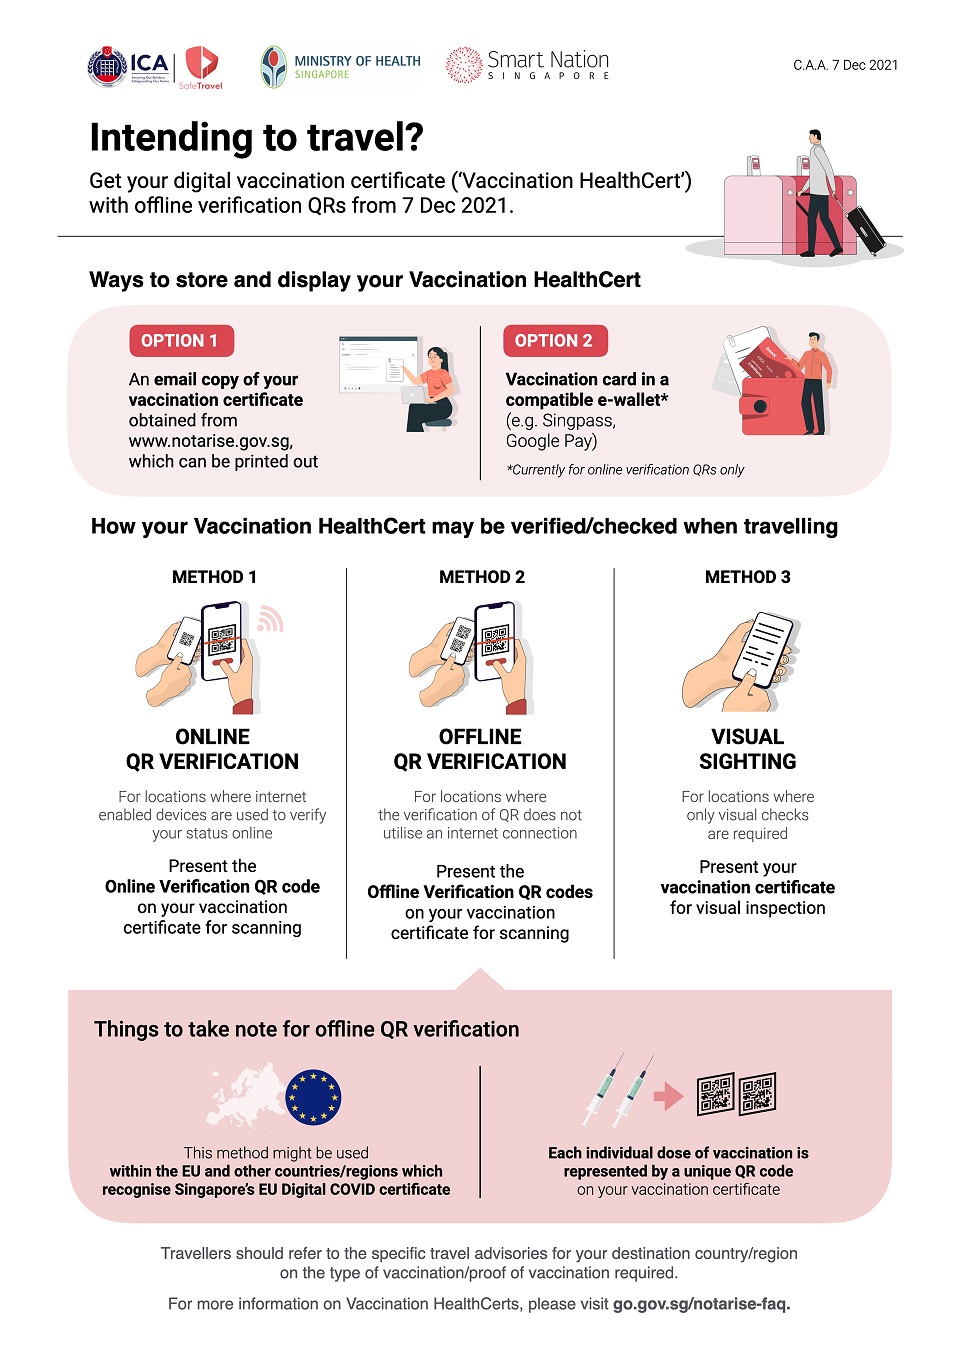 ICA
Securing Our Borders,
Safeguarding Our Home
SafeTravel
MINISTRY OF HEALTH
SINGAPORE
Smart Nation
SINGAPORE
C.A.A. 7 Dec 2021
Intending to travel?
Get your digital vaccination certificate (‘Vaccination HealthCert’)
with offline verification QRs from 7 Dec 2021.
Ways to store and display your Vaccination HealthCert
OPTION 1
An email copy of your
vaccination certificate
obtained from
www.notarise.gov.sg,
which can be printed out
OPTION 2
Vaccination card in a
compatible e-wallet*
(e.g. Singpass,
Google Pay)
*Currently for online verification QRs only
How your Vaccination HealthCert may be verified/checked when travelling
METHOD 1
ONLINE
QR VERIFICATION
For locations where internet
enabled devices are used to verify
your status online
Present the
Online Verification QR code
on your vaccination
certificate for scanning
METHOD 2
OFFLINE
QR VERIFICATION
For locations where
the verification of QR does not
utilise an internet connection
Present the
Offline Verification QR codes
on your vaccination
certificate for scanning
METHOD 3
VISUAL
SIGHTING
For locations where
only visual checks
are required
Present your
vaccination certificate
for visual inspection
Things to take note for offline QR verification
This method might be used
within the EU and other countries/regions which
recognise Singapore’s EU Digital COVID certificate
Each individual dose of vaccination is
represented by a unique QR code
on your vaccination certificate
Travellers should refer to the specific travel advisories for your destination country/region
on the type of vaccination/proof of vaccination required.
For more information on Vaccination HealthCerts, please visit go.gov.sg/notarise-faq.